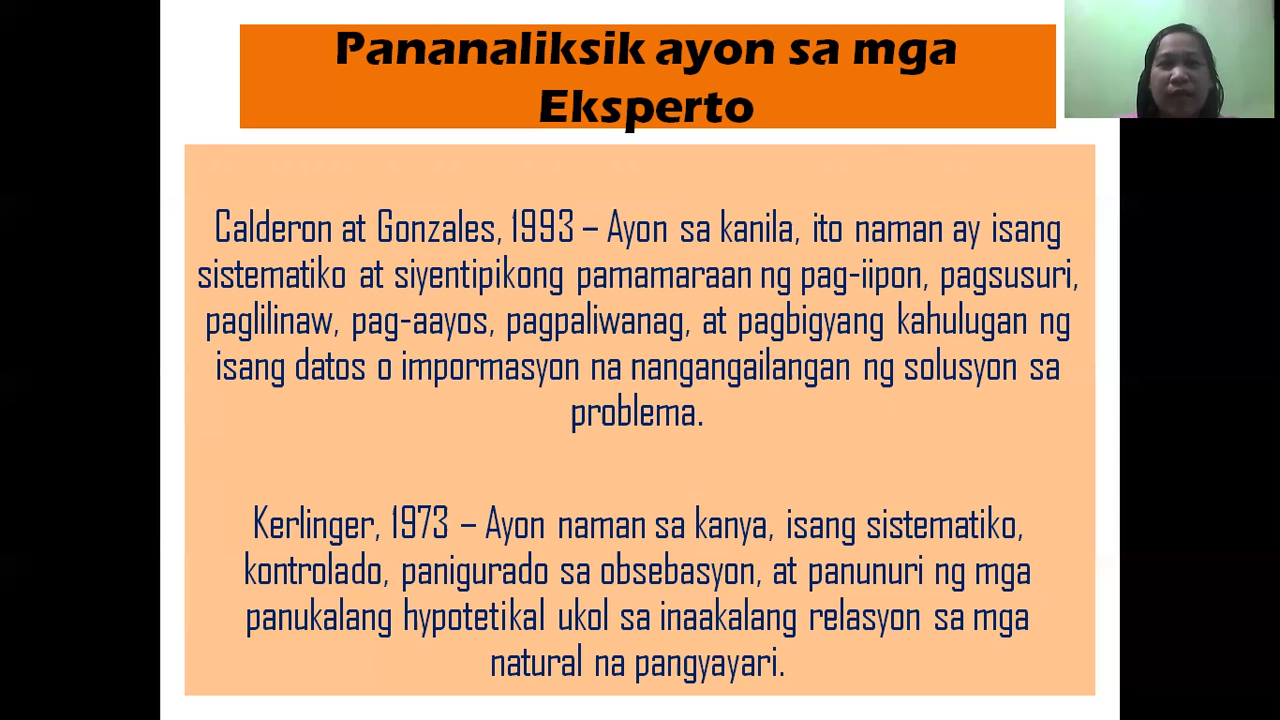 Pananaliksik ayon sa mga
Eksperto
Calderon at Gonzales, 1993 – Ayon sa kanila, ito naman ay isang
sistematiko at siyentipikong pamamaraan ng pag-iipon, pagsusuri,
paglilinaw, pag-aayos, pagpaliwanag, at pagbigyang kahulugan ng
isang datos o impormasyon na nangangailangan ng solusyon sa
problema.
Kerlinger, 1973 – Ayon naman sa kanya, isang sistematiko,
kontrolado, panigurado sa obsebasyon, at panunuri ng mga
panukalang hypotetikal ukol sa inaakalang relasyon sa mga
natural na pangyayari.